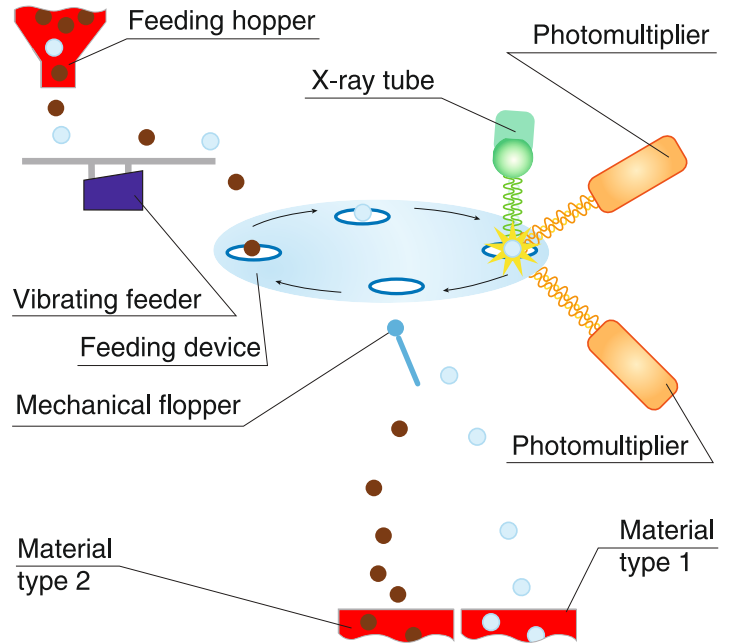 Feeding hopper
Photomultiplier
X-ray tube
Vibrating feeder
Feeding device
Mechanical flopper
Photomultiplier
Material
type 2
Material
type 1